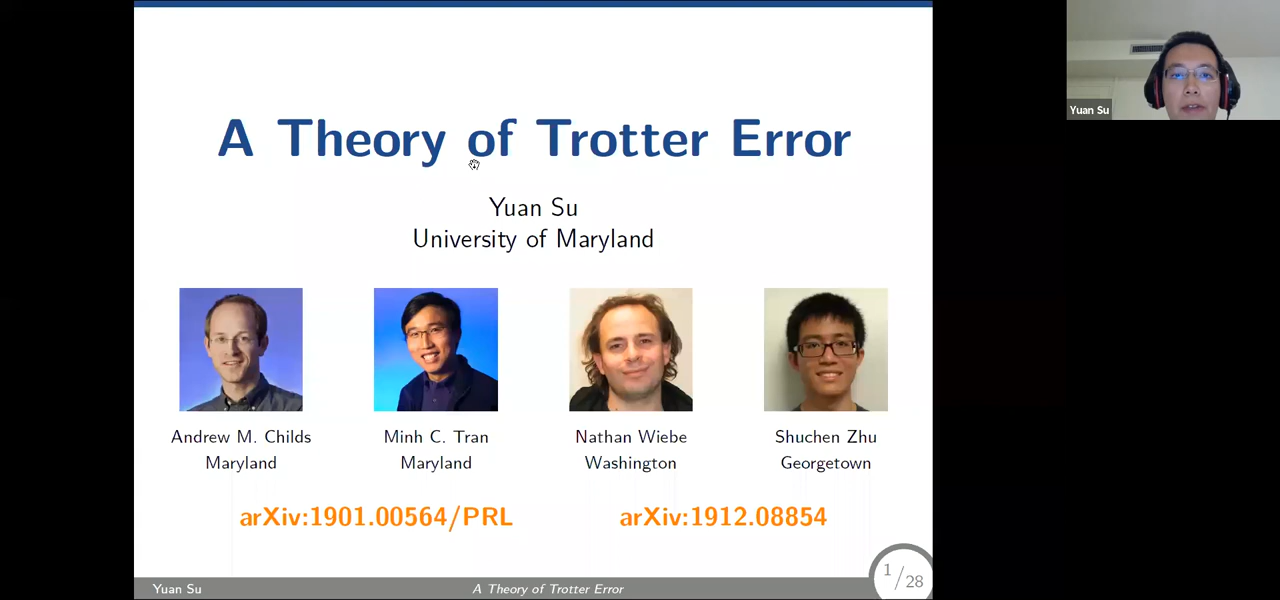 A Theory of Trotter Error
Yuan Su
University of Maryland
Andrew M. Childs
Maryland
Minh C. Tran
Maryland
Nathan Wiebe
Washington
Shuchen Zhu
Georgetown
arXiv:1901.00564/PRL
arXiv:1912.08854
Yuan Su
A Theory of Trotter Error
1/28
Yuan Su